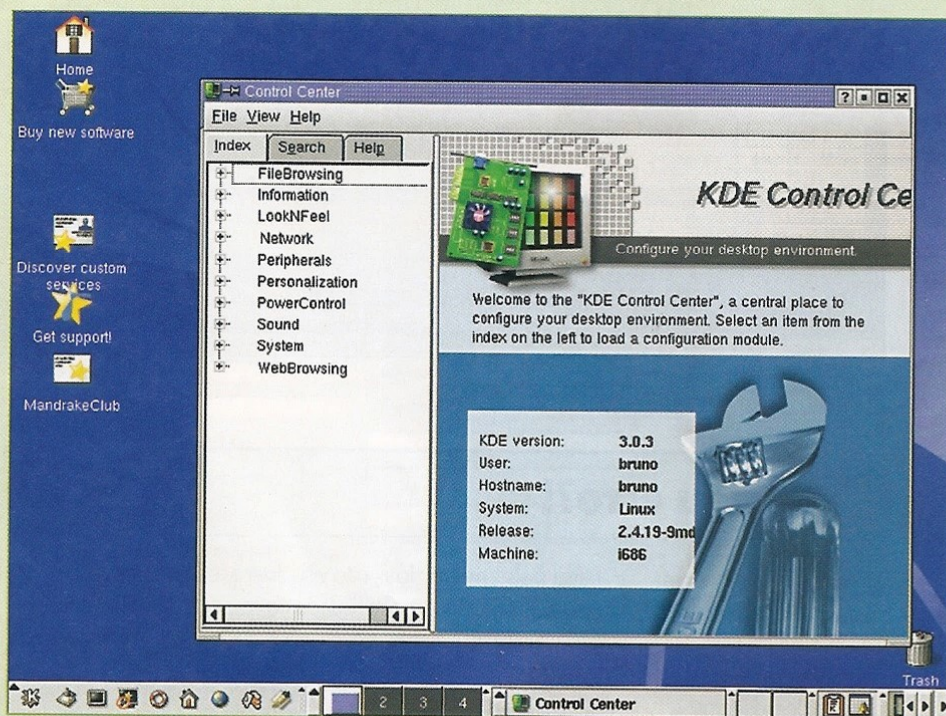 Home
Buy new software
Discover custom
services
Get support!
MandrakeClub
Control Center
File View Help
Index Search Help
FileBrowsing
Information
LookNFeel
Network
Peripherals
Personalization
PowerControl
Sound
System
WebBrowsing
KDE Control Ce
Configure your desktop environment.
Welcome to the "KDE Control Center", a central place to
configure your desktop environment. Select an item from the
index on the left to load a configuration module.
KDE version: 3.0.3
User: bruno
Hostname: bruno
System: Linux
Release: 2.4.19-9md
Machine: i686
Trash
2 3 4
Control Center